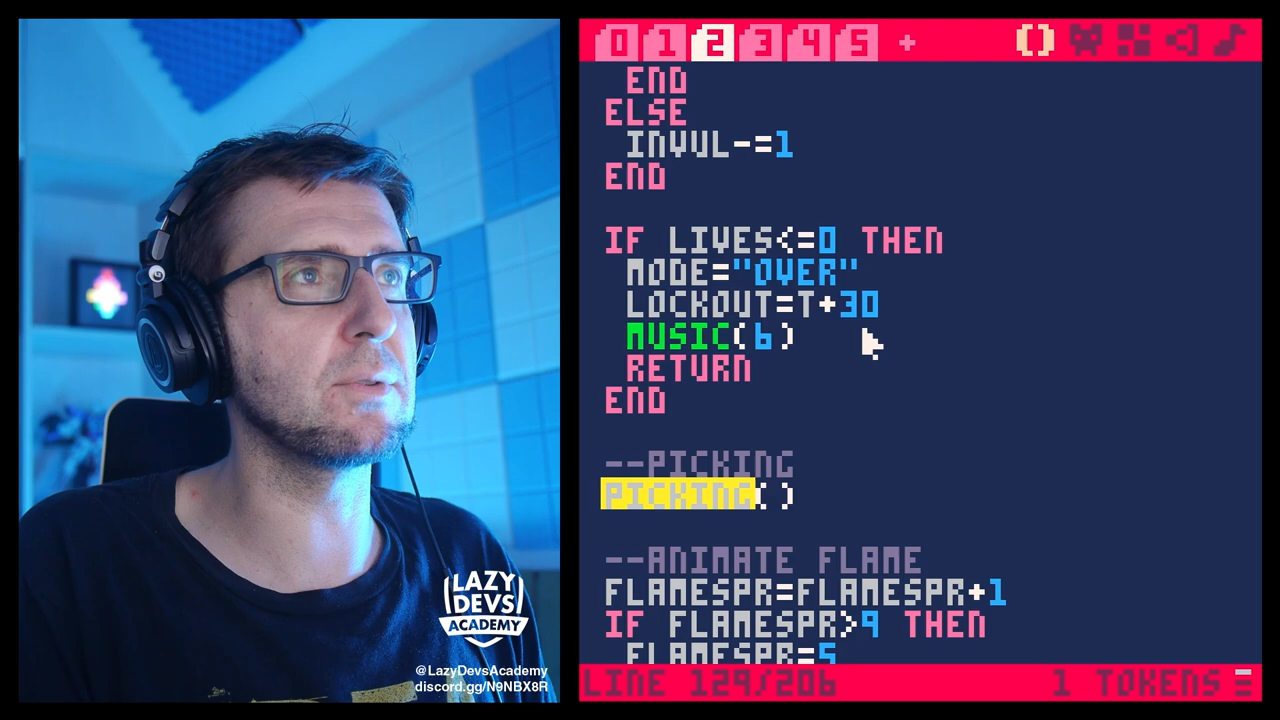 0 1 2 3 4 5 +
()
END
ELSE
INVUL-=1
END
IF LIVES<=0 THEN
MODE="OVER"
LOCKOUT=T+30
MUSIC(6)
RETURN
END
--PICKING
PICKING()
--ANIMATE FLAME
FLAMESPR=FLAMESPR+1
IF FLAMESPR>9 THEN
FLAMESPR=5
LINE 129/206
1 TOKENS
LAZY
DEVS
ACADEMY
@LazyDevsAcademy
discord.gg/N9NBX8R